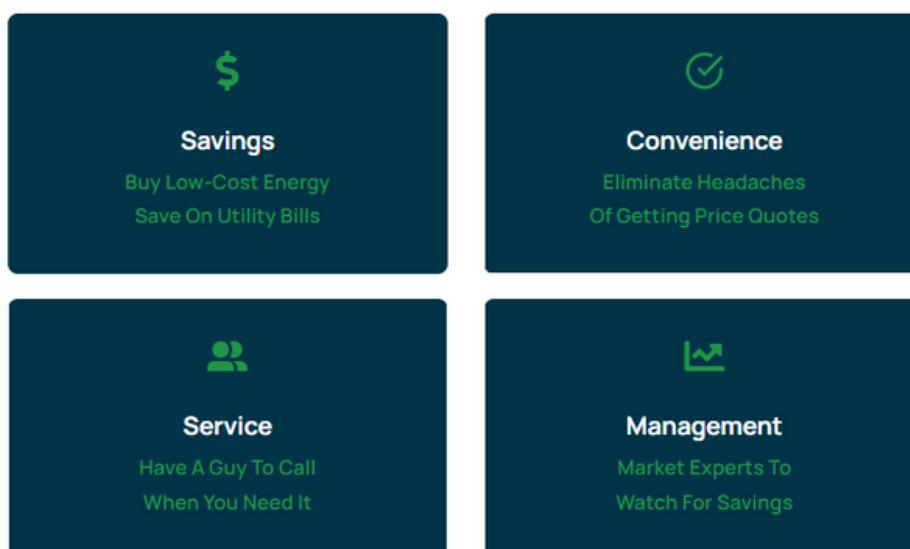 Savings
Buy Low-Cost Energy
Save On Utility Bills
Convenience
Eliminate Headaches
Of Getting Price Quotes
Service
Have A Guy To Call
When You Need It
Management
Market Experts To
Watch For Savings